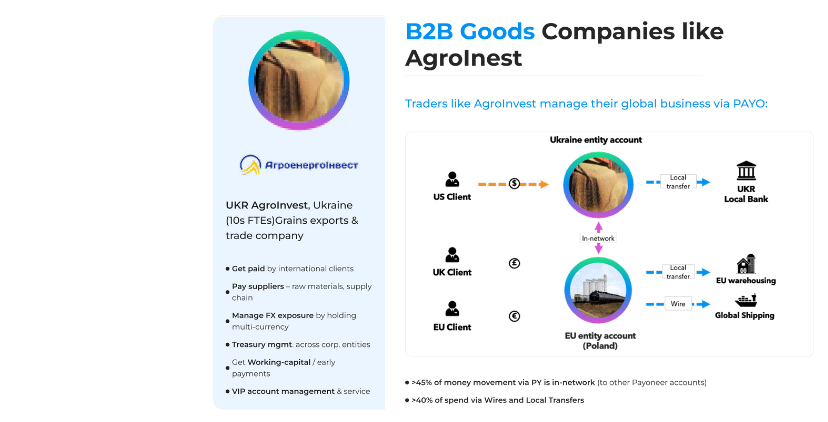 АгроенергоІнвест
UKR AgroInvest, Ukraine
(10s FTEs)Grains exports &
trade company
• Get paid by international clients
• Pay suppliers – raw materials, supply
chain
• Manage FX exposure by holding
multi-currency
• Treasury mgmt. across corp. entities
• Get Working-capital / early
payments
• VIP account management & service
B2B Goods Companies like
AgroInest
Traders like AgroInvest manage their global business via PAYO:
Ukraine entity account
US Client
$
Local
transfer
UKR
Local Bank
In-network
UK Client
£
Local
transfer
EU warehousing
EU Client
€
Wire
Global Shipping
EU entity account
(Poland)
• >45% of money movement via PY is in-network (to other Payoneer accounts)
• >40% of spend via Wires and Local Transfers